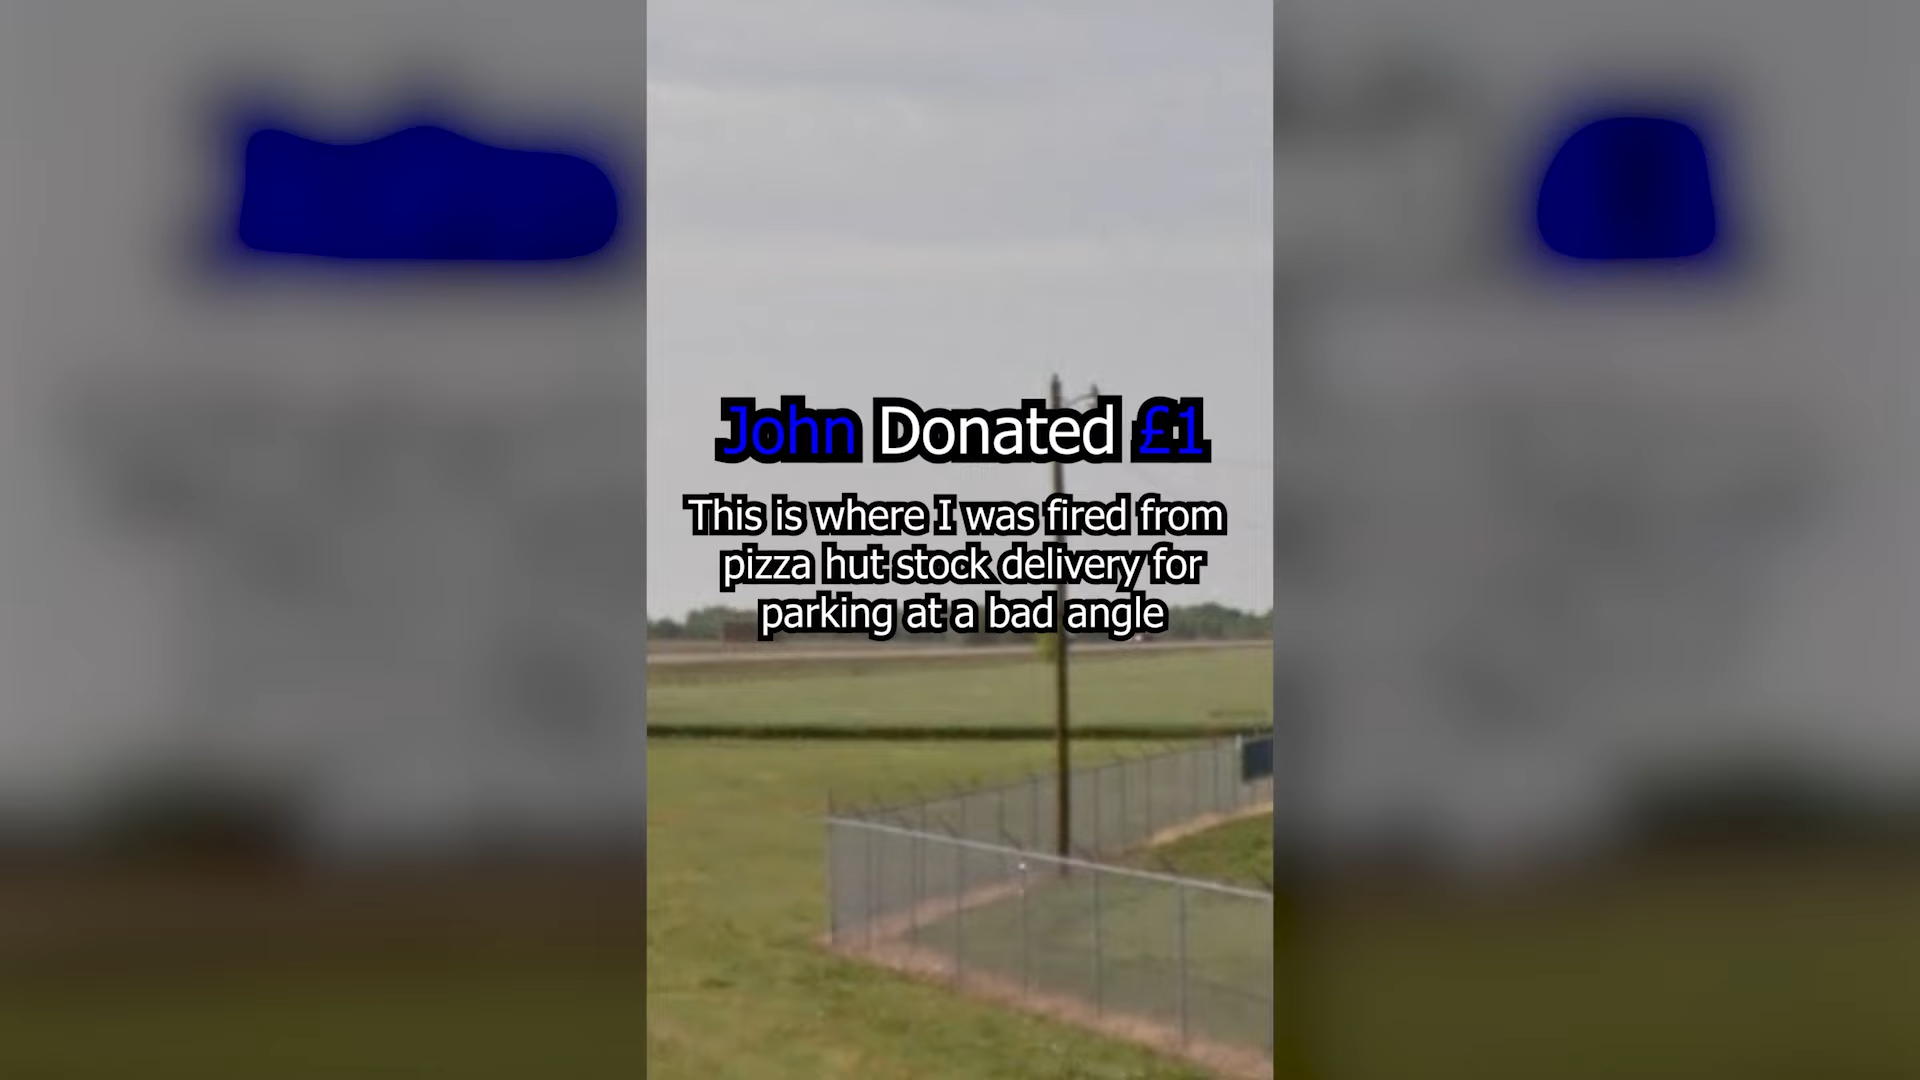 John Donated £1
This is where I was fired from
pizza hut stock delivery for
parking at a bad angle